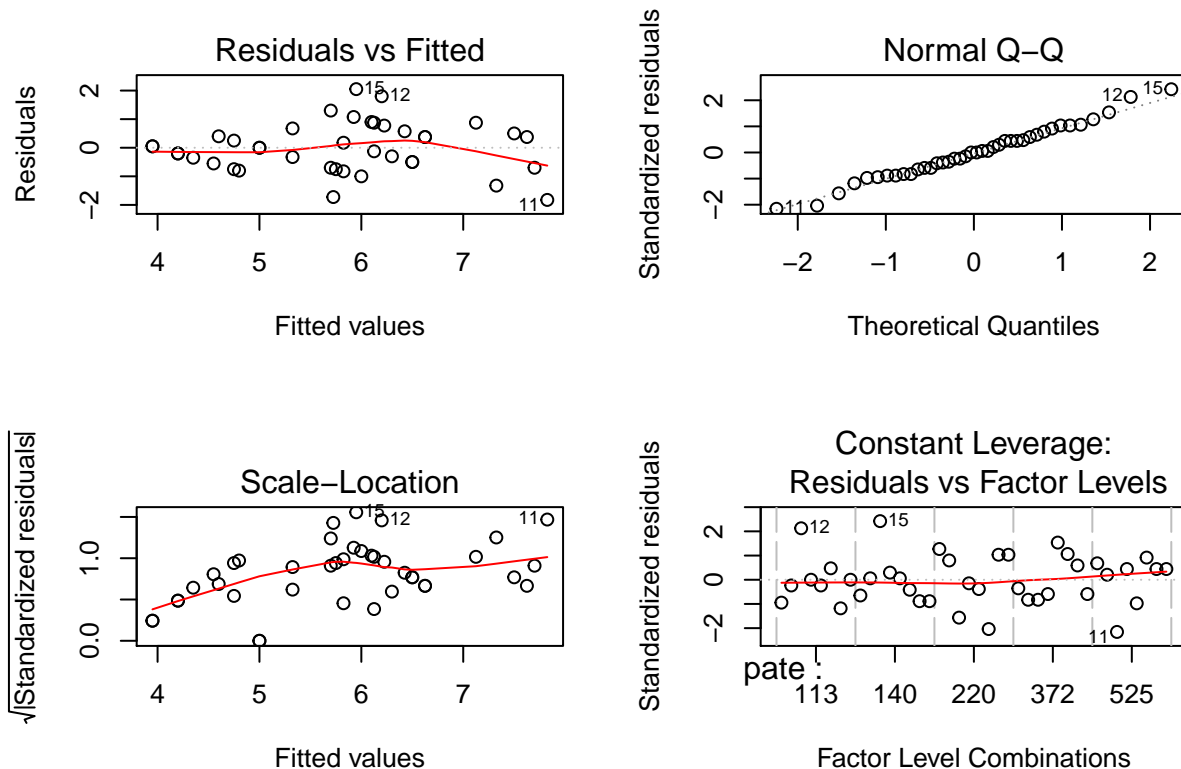 Residuals vs Fitted
Residuals
2
0
−2
15
12
11
4 5 6 7
Fitted values
Normal Q−Q
Standardized residuals
2
0
−2
12
15
11
−2 −1 0 1 2
Theoretical Quantiles
Scale−Location
√|Standardized residuals|
1.0
0.0
15
12
11
4 5 6 7
Fitted values
Constant Leverage:
Residuals vs Factor Levels
Standardized residuals
2
0
−2
12
15
11
pate :
113 140 220 372 525
Factor Level Combinations